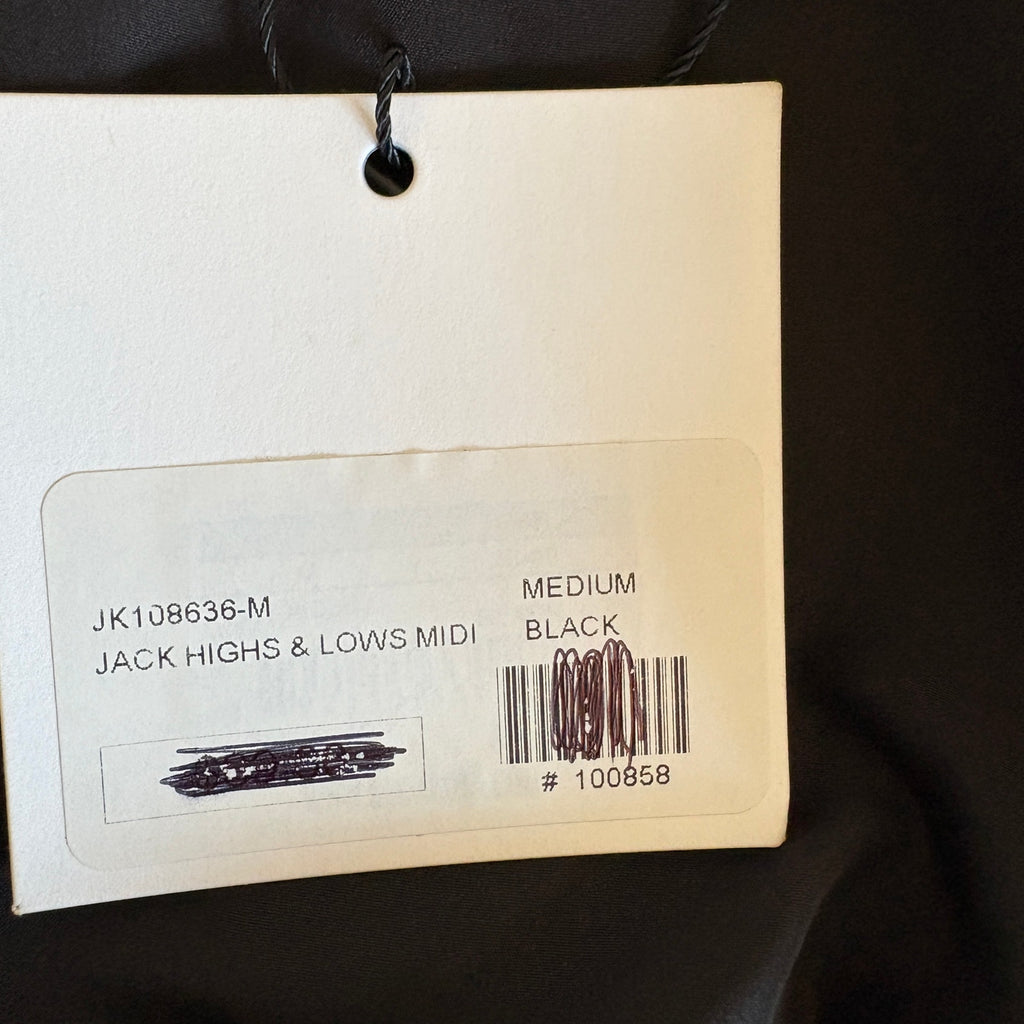 JK108636-M
JACK HIGHS & LOWS MIDI
MEDIUM
BLACK
# 100858